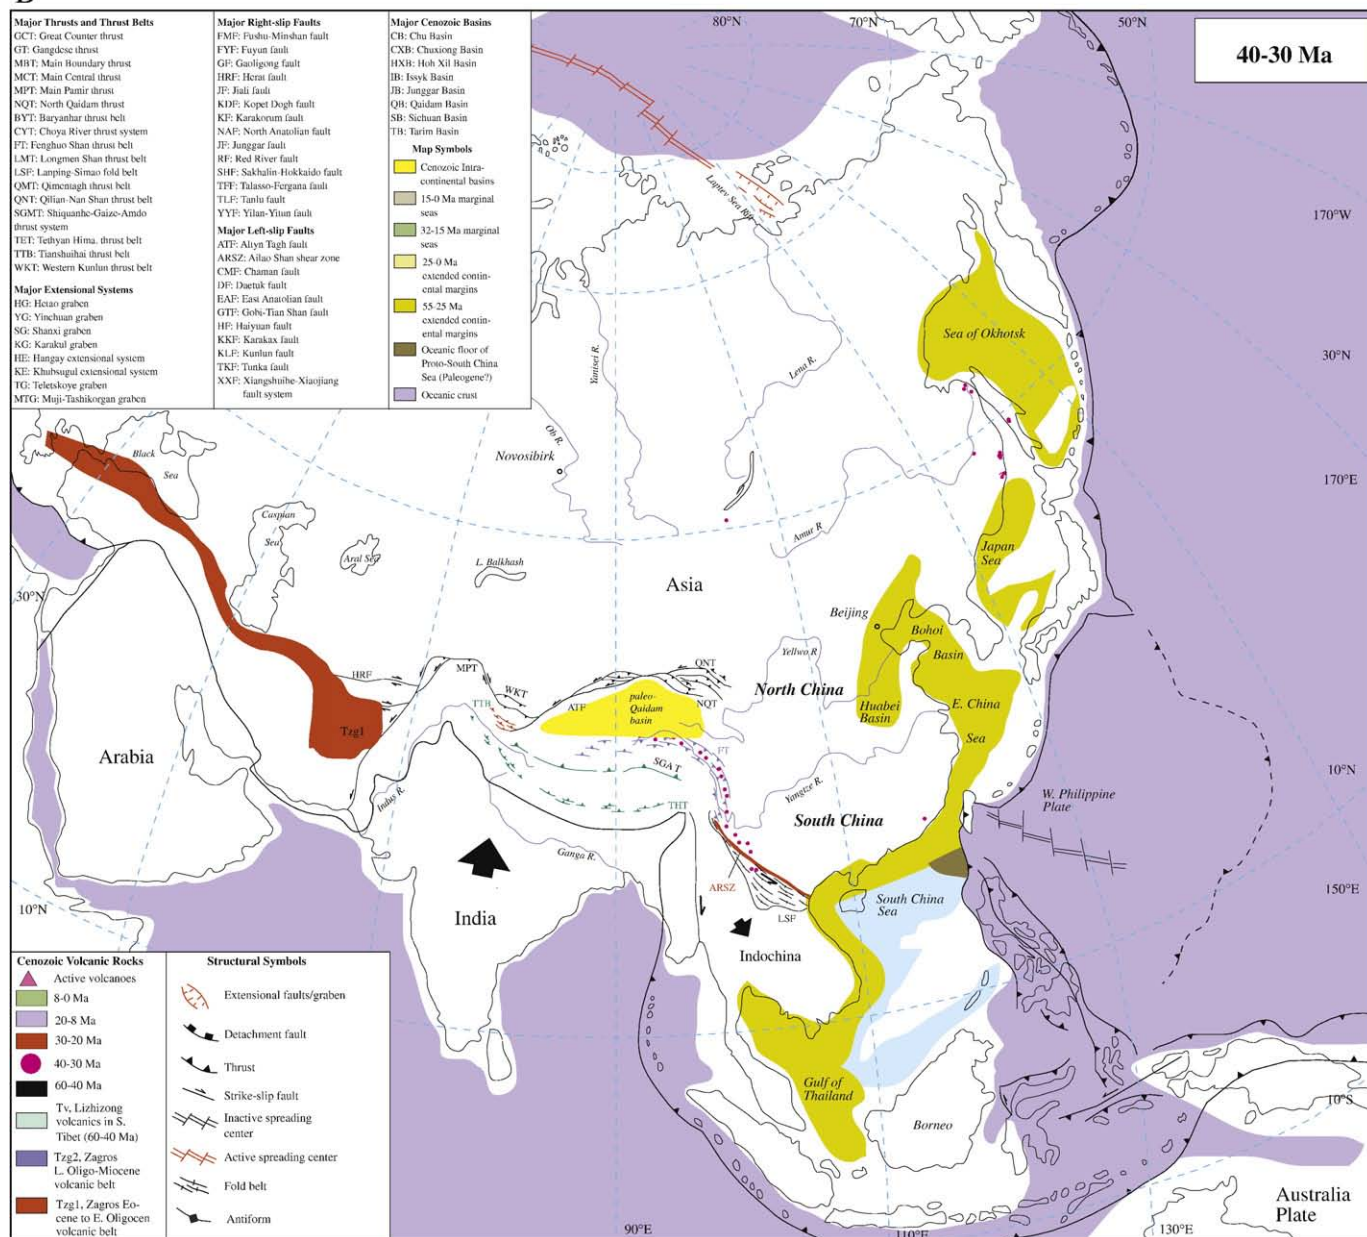 40-30 Ma
Major Thrusts and Thrust Belts
GCT: Great Counter thrust
GT: Gangdese thrust
MBT: Main Boundary thrust
MCT: Main Central thrust
MPT: Main Pamir thrust
NQT: North Qaidam thrust
BYT: Baryanhar thrust belt
CYT: Choya River thrust system
FT: Fenghuo Shan thrust belt
LMT: Longmen Shan thrust belt
LSF: Lanping-Simao fold belt
QMT: Qimentagh thrust belt
QNT: Qilian-Nan Shan thrust belt
SGMT: Shiquanhe-Gaize-Amdo
thrust system
TET: Tethyan Hima. thrust belt
TTB: Tianshuihai thrust belt
WKT: Western Kunlun thrust belt
Major Extensional Systems
HG: Hetao graben
YG: Yinchuan graben
SG: Shanxi graben
KG: Karakul graben
HE: Hangay extensional system
KE: Khubsugul extensional system
TG: Teletskoye graben
MTG: Muji-Tashikorgan graben
Major Right-slip Faults
FMF: Fushu-Minshan fault
FYF: Fuyun fault
GF: Gaoligong fault
HRF: Herat fault
JF: Jiali fault
KDF: Kopet Dogh fault
KF: Karakorum fault
NAF: North Anatolian fault
JF: Junggar fault
RF: Red River fault
SHF: Sakhalin-Hokkaido fault
TFF: Talasso-Fergana fault
TLF: Tanlu fault
YYF: Yilan-Yitun fault
Major Left-slip Faults
ATF: Altyn Tagh fault
ARSZ: Ailao Shan shear zone
CMF: Chaman fault
DF: Daetuk fault
EAF: East Anatolian fault
GTF: Gobi-Tian Shan fault
HF: Haiyuan fault
KKF: Karakax fault
KLF: Kunlun fault
TKF: Tunka fault
XXF: Xiangshuihe-Xiaojiang
fault system
Major Cenozoic Basins
CB: Chu Basin
CXB: Chuxiong Basin
HXB: Hoh Xil Basin
IB: Issyk Basin
JB: Junggar Basin
QB: Qaidam Basin
SB: Sichuan Basin
TB: Tarim Basin
Map Symbols
Cenozoic Intra-
continental basins
15-0 Ma marginal
seas
32-15 Ma marginal
seas
25-0 Ma
extended contin-
ental margins
55-25 Ma
extended contin-
ental margins
Oceanic floor of
Proto-South China
Sea (Paleogene?)
Oceanic crust
80°N
70°N
50°N
170°W
30°N
170°E
10°N
150°E
10°S
130°E
110°E
90°E
10°N
30°N
Laptev Sea Rift
Yanisei R.
Lena R.
Ob R.
Novosibirk
Amur R
Sea of Okhotsk
Japan
Sea
Black
Sea
Caspian
Sea
Aral Sea
L. Balkhash
Asia
Beijing
Bohoi
Basin
Yellwo R
North China
Huabei
Basin
E. China
Sea
HRF
MPT
WKT
TTB
ATF
paleo-
Qaidam
basin
QNT
NQT
FT
SGAT
THT
Tzg1
Arabia
Indus R.
Ganga R.
India
Yangtze R.
South China
ARSZ
LSF
Indochina
South China
Sea
W. Philippine
Plate
Gulf of
Thailand
Borneo
Australia
Plate
Cenozoic Volcanic Rocks
Active volcanoes
8-0 Ma
20-8 Ma
30-20 Ma
40-30 Ma
60-40 Ma
Tv, Lizhizong
volcanics in S.
Tibet (60-40 Ma)
Tzg2, Zagros
L. Oligo-Miocene
volcanic belt
Tzg1, Zagros Eo-
cene to E. Oligocen
volcanic belt
Structural Symbols
Extensional faults/graben
Detachment fault
Thrust
Strike-slip fault
Inactive spreading
center
Active spreading center
Fold belt
Antiform